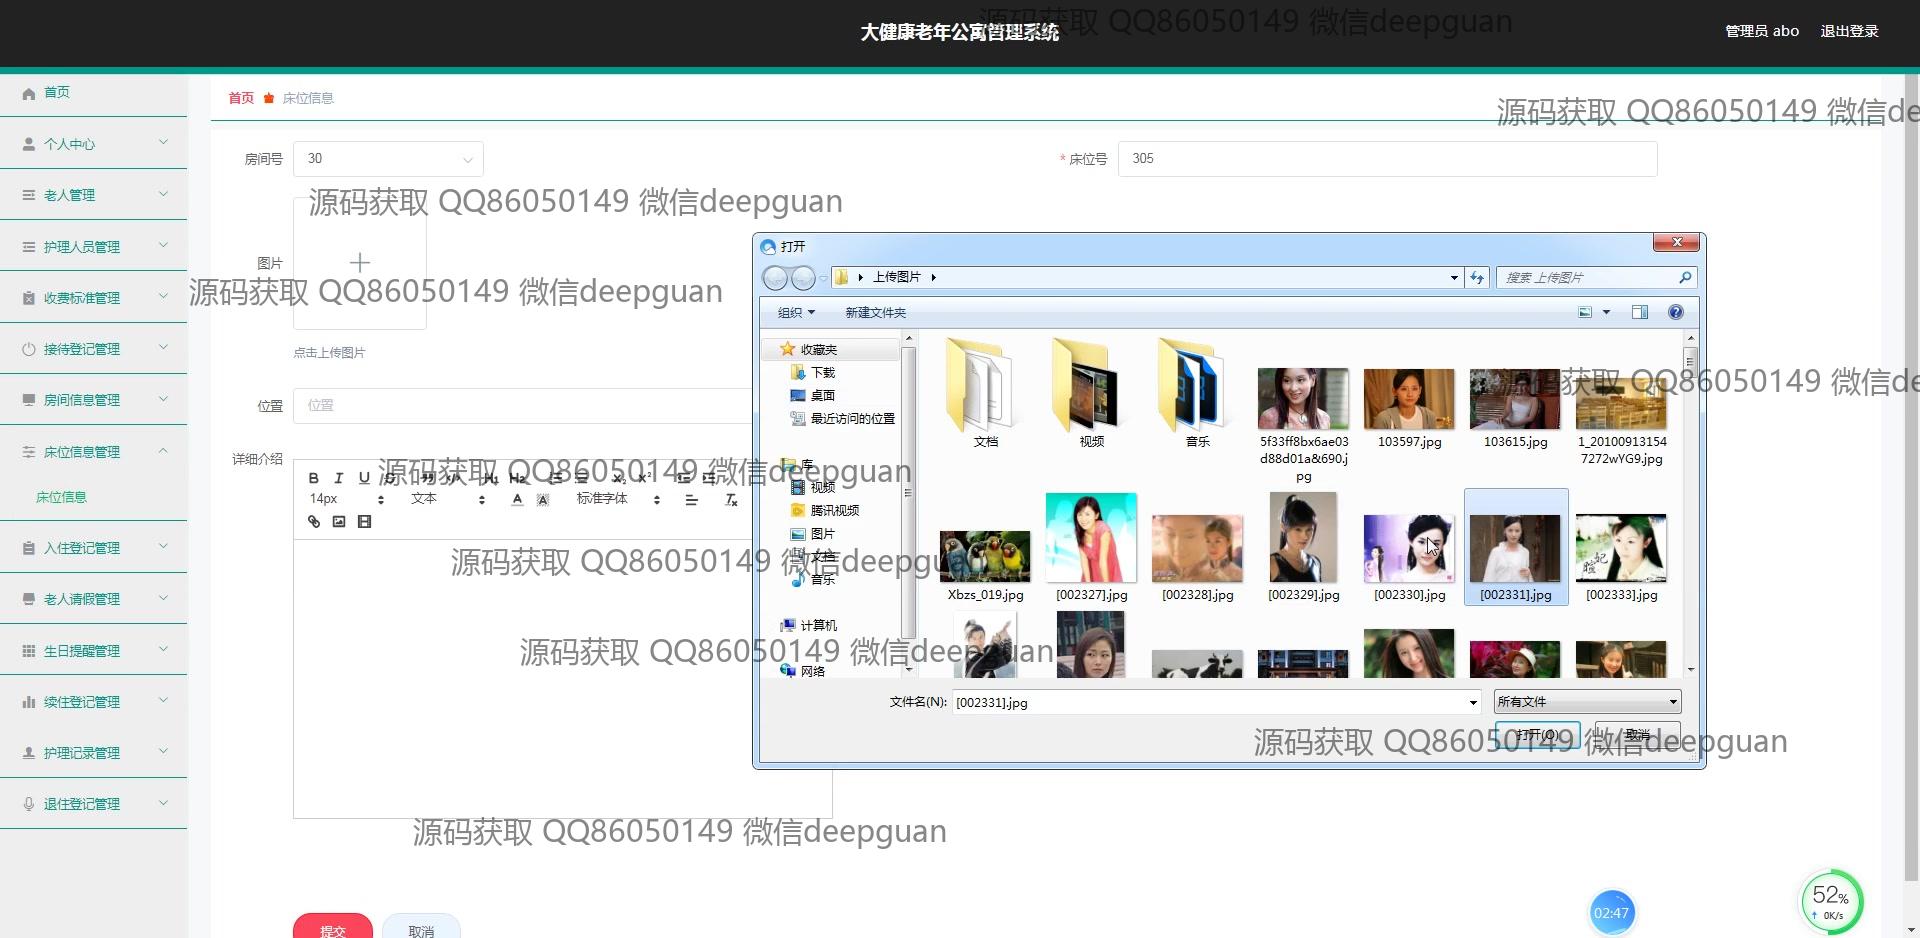 大健康老年公寓管理系统
源码获取 QQ86050149 微信deepguan
管理员 abo
退出登录
首页
个人中心
老人管理
护理人员管理
收费标准管理
接待登记管理
房间信息管理
床位信息管理
床位信息
入住登记管理
老人请假管理
生日提醒管理
续住登记管理
护理记录管理
退住登记管理
首页 床位信息
源码获取 QQ86050149 微信de
房间号 30
* 床位号 305
源码获取 QQ86050149 微信deepguan
图片
源码获取 QQ86050149 微信deepguan
点击上传图片
位置 位置
详细介绍
源码获取 QQ86050149 微信deepguan
B I U
14px 文本 标准字体
源码获取 QQ86050149 微信deepguan
源码获取 QQ86050149 微信deepguan
源码获取 QQ86050149 微信deepguan
提交
取消
打开
上传图片
搜索 上传图片
组织
新建文件夹
收藏夹
下载
桌面
最近访问的位置
库
视频
腾讯视频
图片
文档
音乐
计算机
网络
文档
视频
音乐
5f33ff8bx6ae03
d88d01a&690.j
pg
103597.jpg
103615.jpg
1_20100913154
7272wYG9.jpg
源码获取 QQ86050149 微信de
Xbzs_019.jpg
[002327].jpg
[002328].jpg
[002329].jpg
[002330].jpg
[002331].jpg
[002333].jpg
文件名(N): [002331].jpg
所有文件
打开(O)
取消
源码获取 QQ86050149 微信deepguan
02:47
52%
0K/s